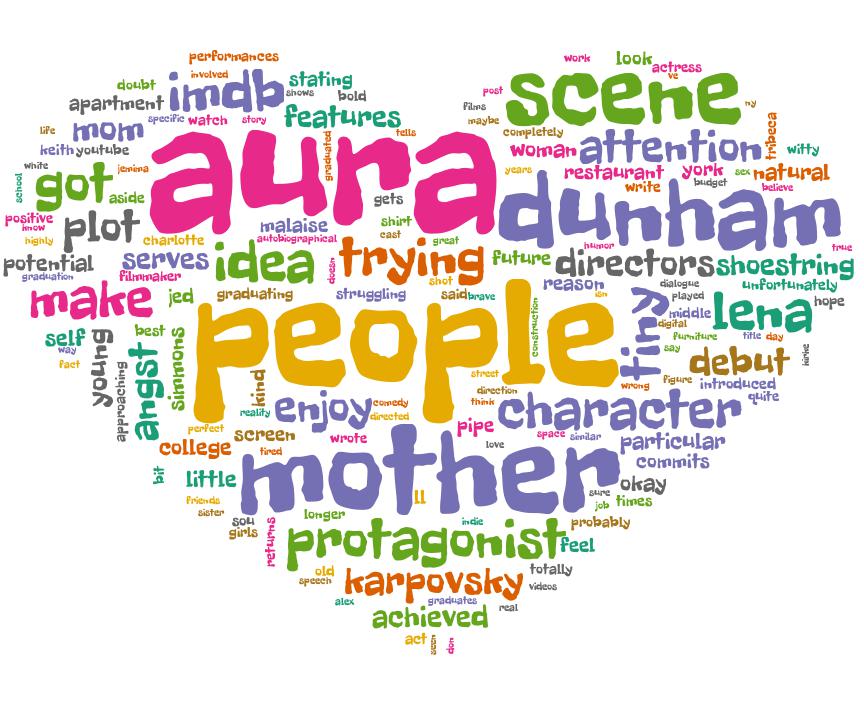 performances
work
look
actress
involved
ve
doubt
imdb
stating
scene
apartment
shows
bold
post
ny
films
life
mom
specific
watch
story
features
maybe
completely
tribeca
keith
youtube
aura
graduated
tells
woman
attention
witty
white
jemina
years
restaurant
york
sex
natural
school
got
aside
gets
write
budget
believe
dunham
positive
know
plot
malaise
shirt
highly
charlotte
autobiographical
cast
great
humor
true
potential
serves
idea
doesn
trying
future
directors
shoestring
graduation
filmmaker
shot
reason
isn
dialogue
unfortunately
make
jed
graduating
struggling
said
brave
construction
tiny
played
hope
middle
lena
digital
self
way
young
best
people
furniture
title
day
say
fact
approaching
angst
simmons
kind
street
debut
kirke
direction
wrong
figure
introduced
reality
enjoy
comedy
think
character
quite
directed
perfect
college
screen
wrote
pipe
space
similar
particular
tired
mother
love
commits
bit
little
sure
okay
friends
ll
job
times
sister
sou
longer
indie
probably
girls
returns
protagonist
feel
old
speech
karpovsky
totally
videos
alex
graduates
real
achieved
act
seen
don